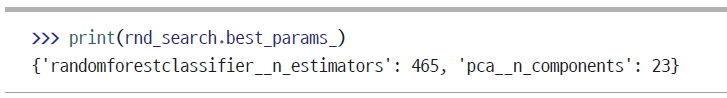 >>> print(rnd_search.best_params_)
{'randomforestclassifier__n_estimators': 465, 'pca__n_components': 23}